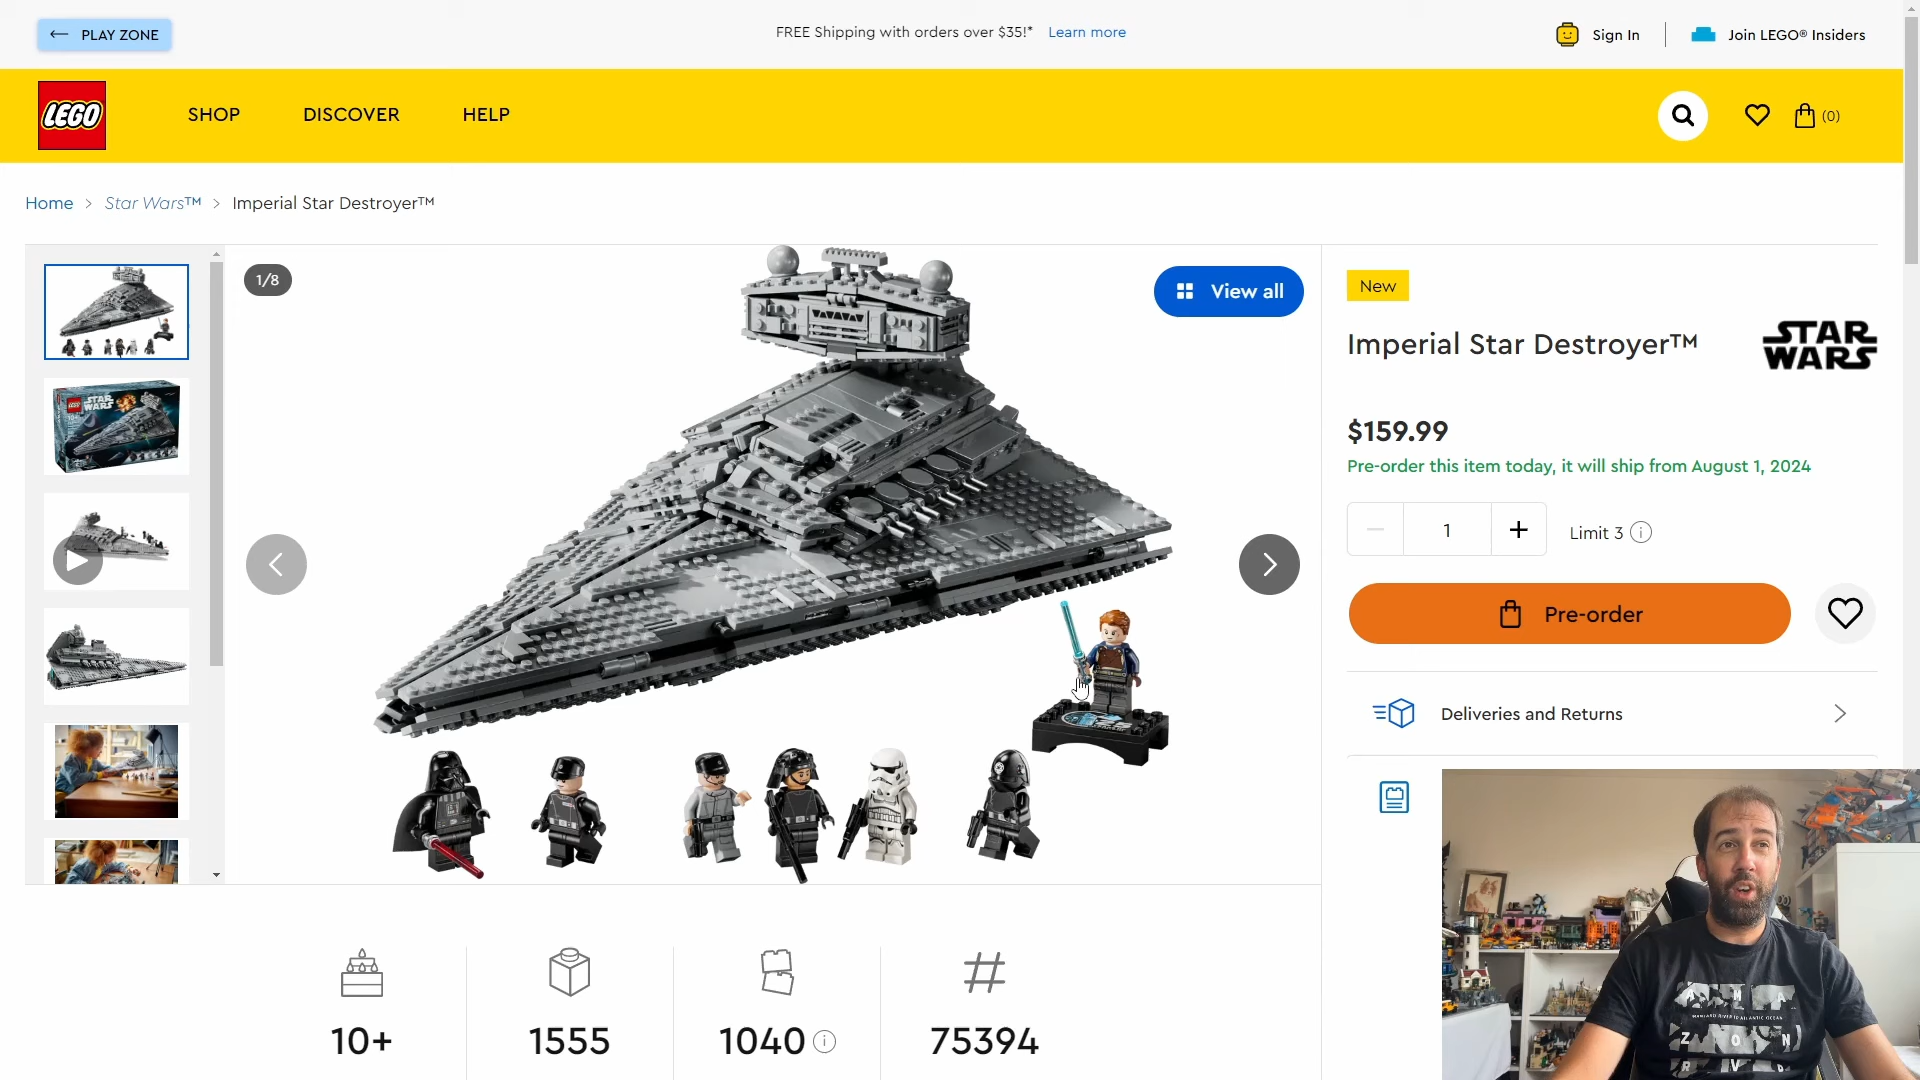 PLAY ZONE
FREE Shipping with orders over $35!* Learn more
Sign In
Join LEGO® Insiders
LEGO
SHOP
DISCOVER
HELP
(0)
Home > Star Wars™ > Imperial Star Destroyer™
1/8
View all
New
Imperial Star Destroyer™
STAR WARS
$159.99
Pre-order this item today, it will ship from August 1, 2024
1
Limit 3
Pre-order
Deliveries and Returns
LEGO STAR WARS
10+
1555
1040
75394